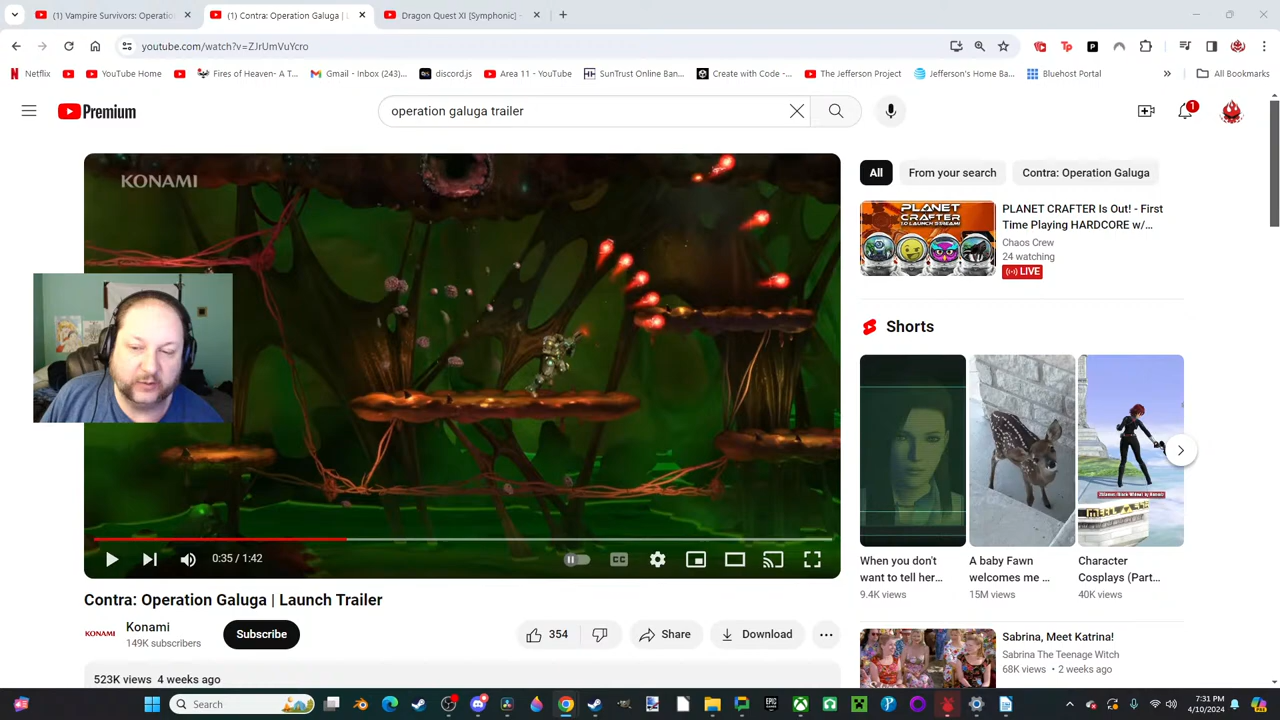 (1) Vampire Survivors: Operation
(1) Contra: Operation Galuga | L
Dragon Quest XI [Symphonic] -
youtube.com/watch?v=ZJrUmVuYcro
Netflix
YouTube Home
Fires of Heaven- A T...
Gmail - Inbox (243)...
discord.js
Area 11 - YouTube
SunTrust Online Ban...
Create with Code -...
The Jefferson Project
Jefferson's Home Ba...
Bluehost Portal
»
All Bookmarks
Premium
operation galuga trailer
1
KONAMI
All
From your search
Contra: Operation Galuga
PLANET CRAFTER
PLANET CRAFTER Is Out! - First
Time Playing HARDCORE w/...
Chaos Crew
24 watching
LIVE
Shorts
When you don't
want to tell her...
9.4K views
A baby Fawn
welcomes me ...
15M views
Character
Cosplays (Part...
40K views
0:35 / 1:42
CC
Contra: Operation Galuga | Launch Trailer
KONAMI
Konami
149K subscribers
Subscribe
354
Share
Download
Sabrina, Meet Katrina!
Sabrina The Teenage Witch
68K views • 2 weeks ago
523K views 4 weeks ago
Search
7:31 PM
4/10/2024